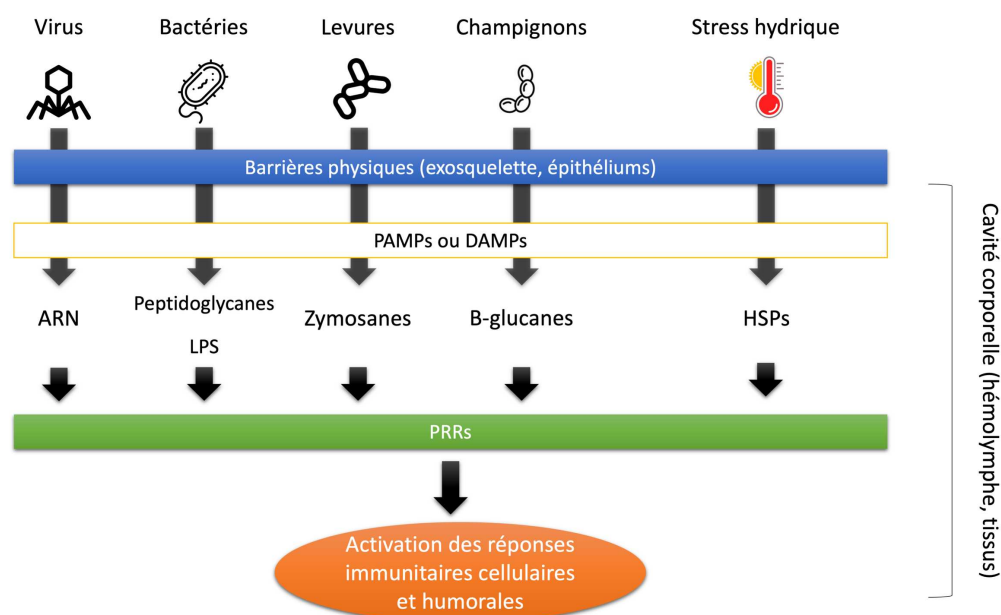 Virus
Bactéries
Levures
Champignons
Stress hydrique
Barrières physiques (exosquelette, épithéliums)
PAMPs ou DAMPs
ARN
Peptidoglycanes
LPS
Zymosanes
B-glucanes
HSPs
PRRs
Activation des réponses
immunitaires cellulaires
et humorales
Cavité corporelle (hémolymphe, tissus)